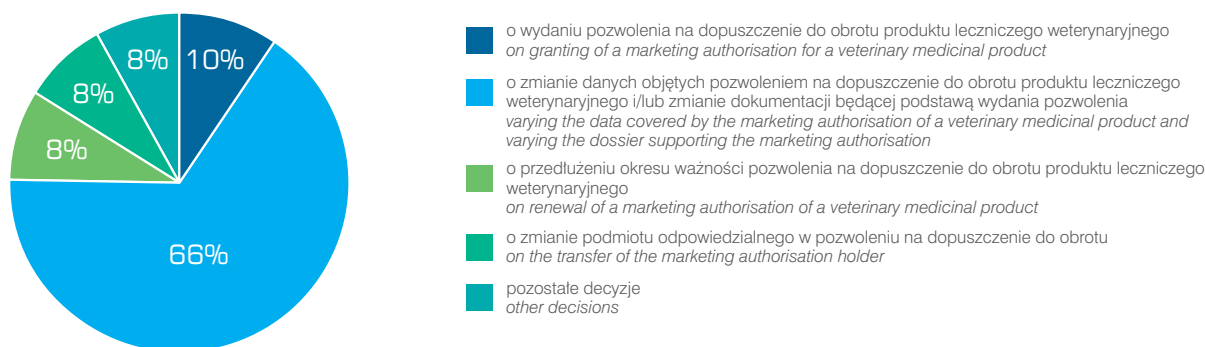 8%
10%
8%
8%
66%
o wydaniu pozwolenia na dopuszczenie do obrotu produktu leczniczego weterynaryjnego
on granting of a marketing authorisation for a veterinary medicinal product
o zmianie danych objętych pozwoleniem na dopuszczenie do obrotu produktu leczniczego
weterynaryjnego i/lub zmianie dokumentacji będącej podstawą wydania pozwolenia
varying the data covered by the marketing authorisation of a veterinary medicinal product and
varying the dossier supporting the marketing authorisation
o przedłużeniu okresu ważności pozwolenia na dopuszczenie do obrotu produktu leczniczego
weterynaryjnego
on renewal of a marketing authorisation of a veterinary medicinal product
o zmianie podmiotu odpowiedzialnego w pozwoleniu na dopuszczenie do obrotu
on the transfer of the marketing authorisation holder
pozostałe decyzje
other decisions